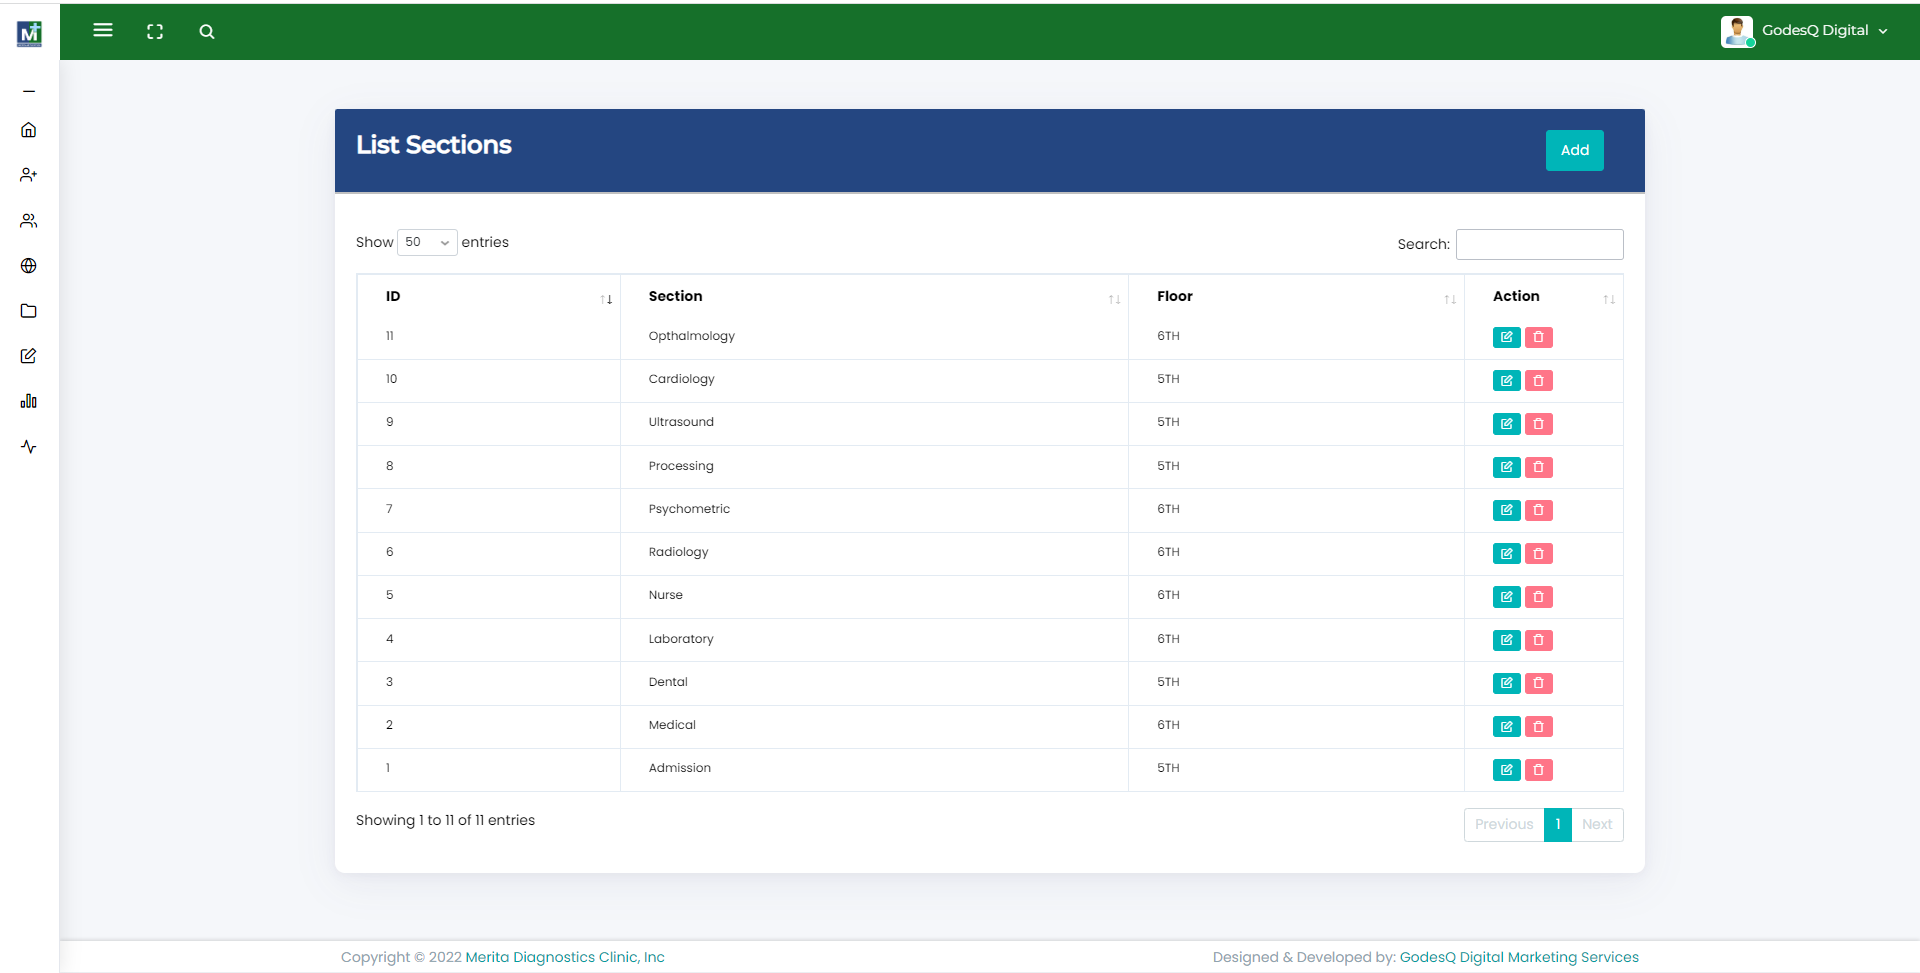 M
GodesQ Digital
List Sections
Add
Show 50 entries
Search:
ID Section Floor Action
11 Opthalmology 6TH
10 Cardiology 5TH
9 Ultrasound 5TH
8 Processing 5TH
7 Psychometric 6TH
6 Radiology 6TH
5 Nurse 6TH
4 Laboratory 6TH
3 Dental 5TH
2 Medical 6TH
1 Admission 5TH
Showing 1 to 11 of 11 entries
Previous 1 Next
Copyright © 2022 Merita Diagnostics Clinic, Inc
Designed & Developed by: GodesQ Digital Marketing Services